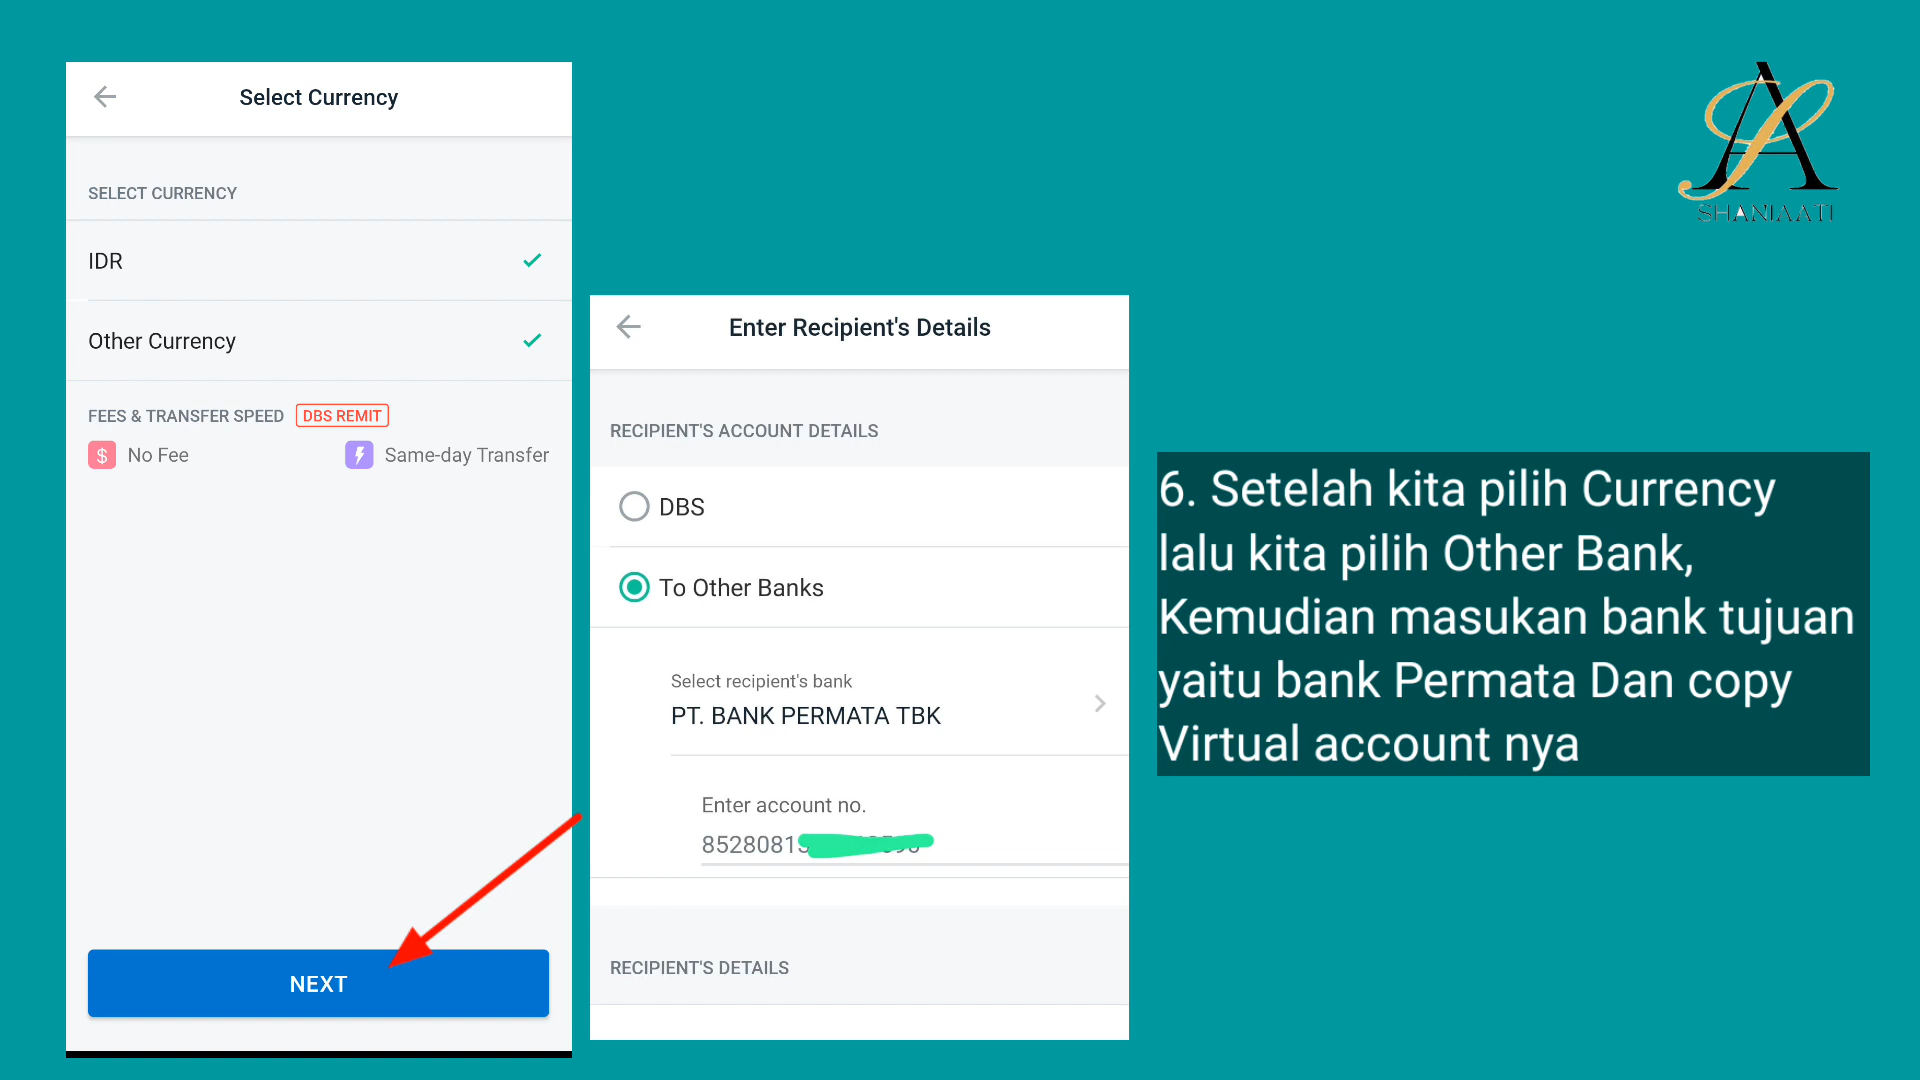 Select Currency
SELECT CURRENCY
IDR
Other Currency
FEES & TRANSFER SPEED DBS REMIT
$ No Fee Same-day Transfer
NEXT
Enter Recipient's Details
RECIPIENT'S ACCOUNT DETAILS
DBS
To Other Banks
Select recipient's bank
PT. BANK PERMATA TBK
Enter account no.
8528081
RECIPIENT'S DETAILS
SHANIAATI
6. Setelah kita pilih Currency
lalu kita pilih Other Bank,
Kemudian masukan bank tujuan
yaitu bank Permata Dan copy
Virtual account nya